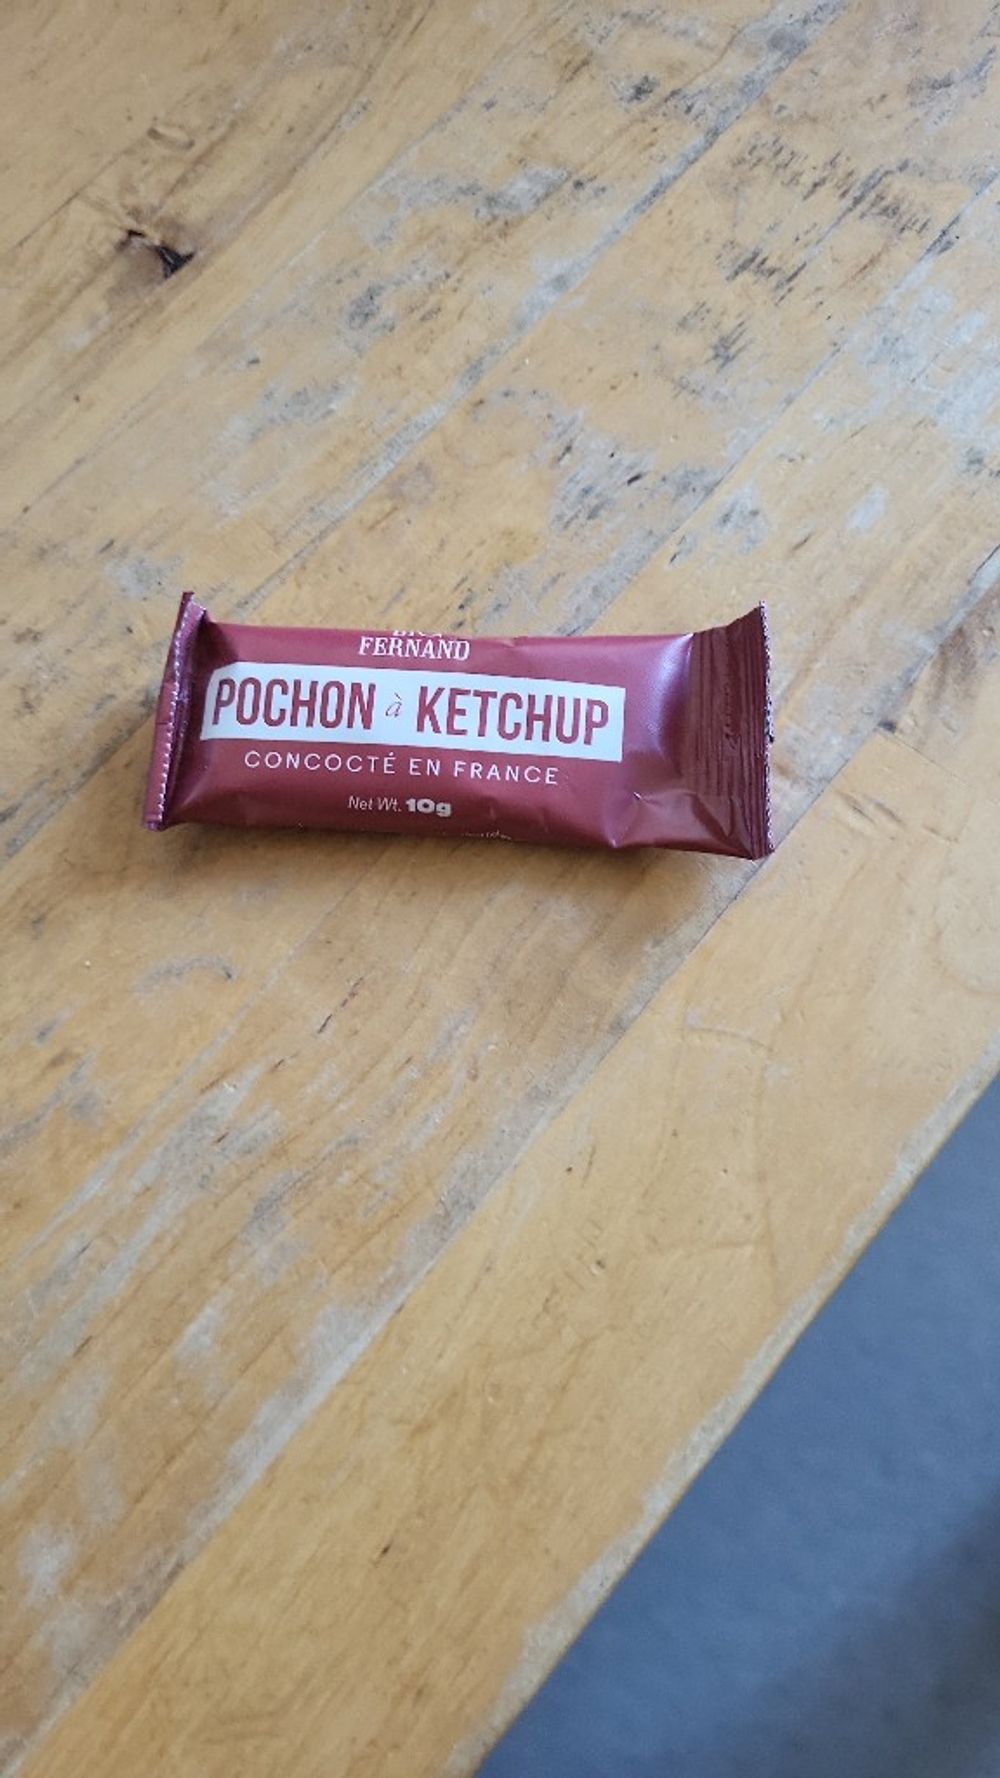 FERNAND
POCHON à KETCHUP
CONCOCTÉ EN FRANCE
Net Wt. 10g